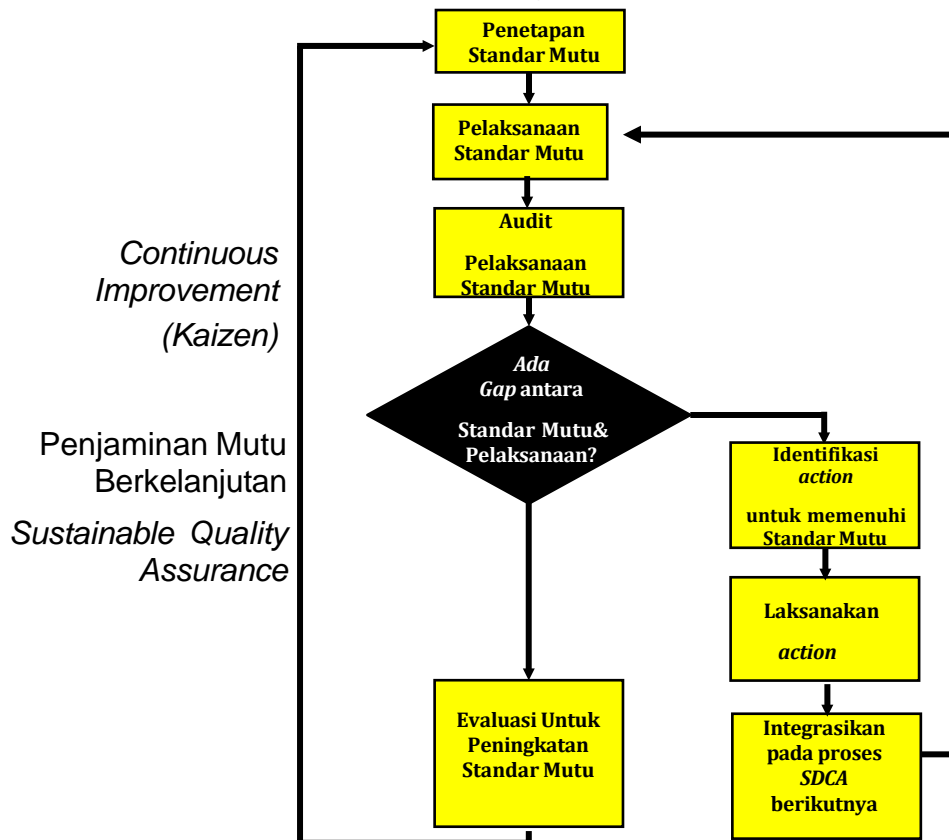 Penetapan
Standar Mutu
Pelaksanaan
Standar Mutu
Audit
Pelaksanaan
Standar Mutu
Continuous
Improvement
(Kaizen)
Ada
Gap antara
Standar Mutu&
Pelaksanaan?
Penjaminan Mutu
Berkelanjutan
Sustainable Quality
Assurance
Identifikasi
action
untuk memenuhi
Standar Mutu
Laksanakan
action
Evaluasi Untuk
Peningkatan
Standar Mutu
Integrasikan
pada proses
SDCA
berikutnya